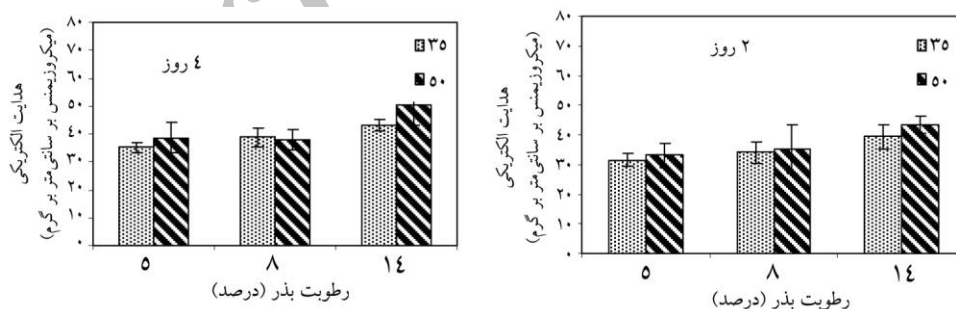 هدایت الکتریکی
(میکروزیمنس بر سانتی‌متر بر گرم)
۸۰
۷۰
۶۰
۵۰
۴۰
۳۰
۲۰
۱۰
۰
۲ روز
۳۵
۵۰
۵ ۸ ۱٤
رطوبت بذر (درصد)
هدایت الکتریکی
(میکروزیمنس بر سانتی‌متر بر گرم)
۸۰
۷۰
۶۰
۵۰
۴۰
۳۰
۲۰
۱۰
۰
٤ روز
۳۵
۵۰
۵ ۸ ۱٤
رطوبت بذر (درصد)